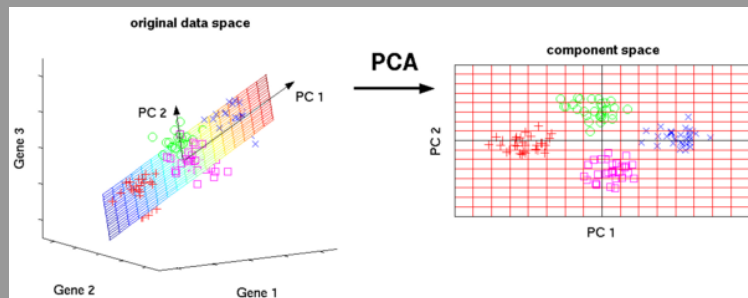 original data space
PC 1
PC 2
Gene 3
Gene 2
Gene 1
PCA
component space
PC 2
PC 1